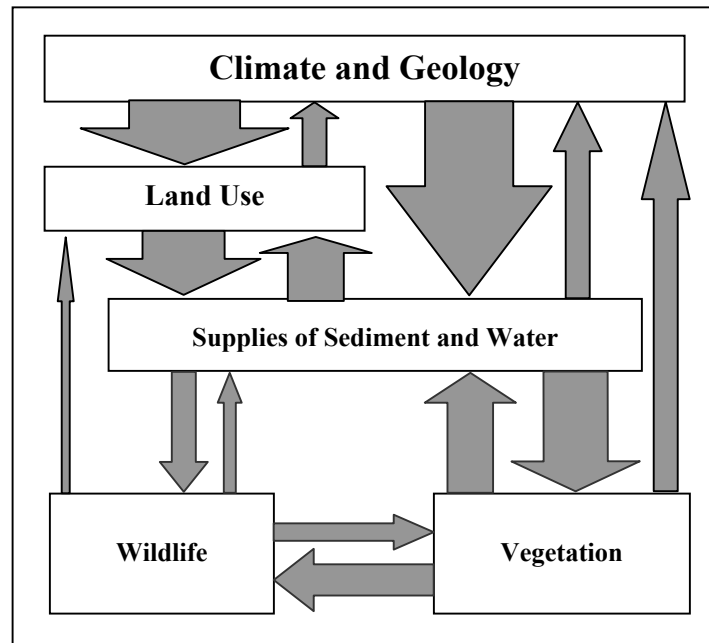 Climate and Geology
Land Use
Supplies of Sediment and Water
Wildlife
Vegetation